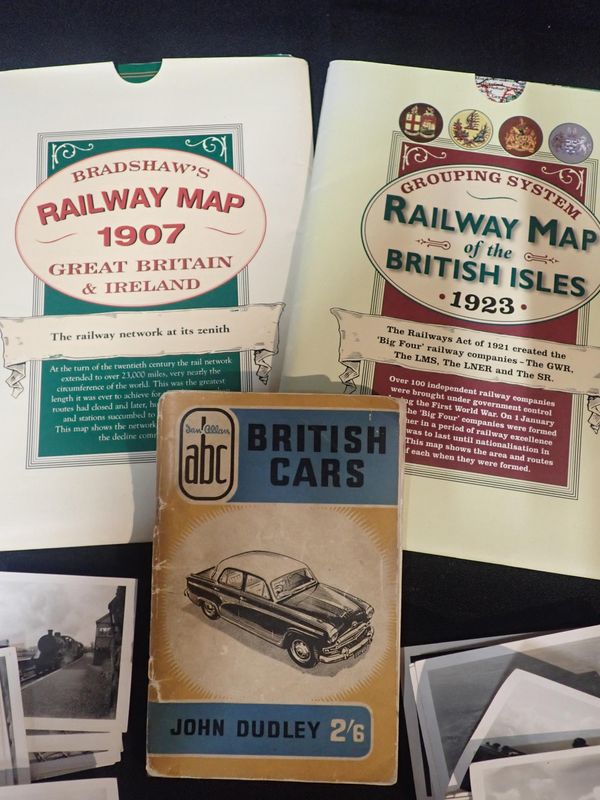 BRADSHAW'S
RAILWAY MAP
1907
GREAT BRITAIN
& IRELAND
The railway network at its zenith
At the turn of the twentieth century the rail network
extended to over 23,000 miles, very nearly the
circumference of the world. This was the greatest
length it was ever to achieve for
routes had closed and later, h
and stations succumbed to
This map shows the network
the decline com
GROUPING SYSTEM
RAILWAY MAP
of the
BRITISH ISLES
• 1923 •
The Railways Act of 1921 created the
'Big Four' railway companies – The GWR,
The LMS, The LNER and The SR.
Over 100 independent railway companies
were brought under government control
the First World War. On 1 January
the 'Big Four' companies were formed
her in a period of railway excellence
was to last until nationalisation in
This map shows the area and routes
f each when they were formed.
Ian Allan
abc
BRITISH
CARS
JOHN DUDLEY 2/6